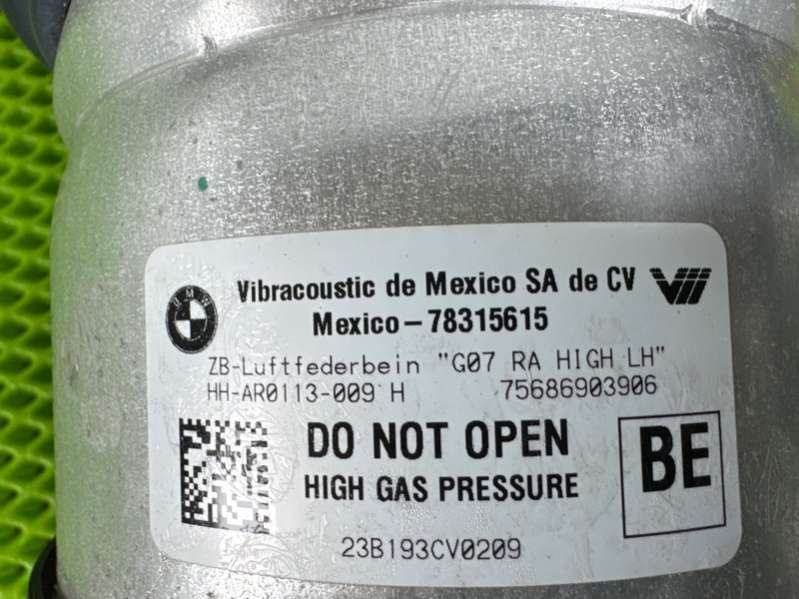 BMW
Vibracoustic de Mexico SA de CV
Mexico-78315615
ZB-Luftfederbein "G07 RA HIGH LH"
HH-AR0113-009 H 75686903906
DO NOT OPEN
HIGH GAS PRESSURE
BE
23B193CV0209